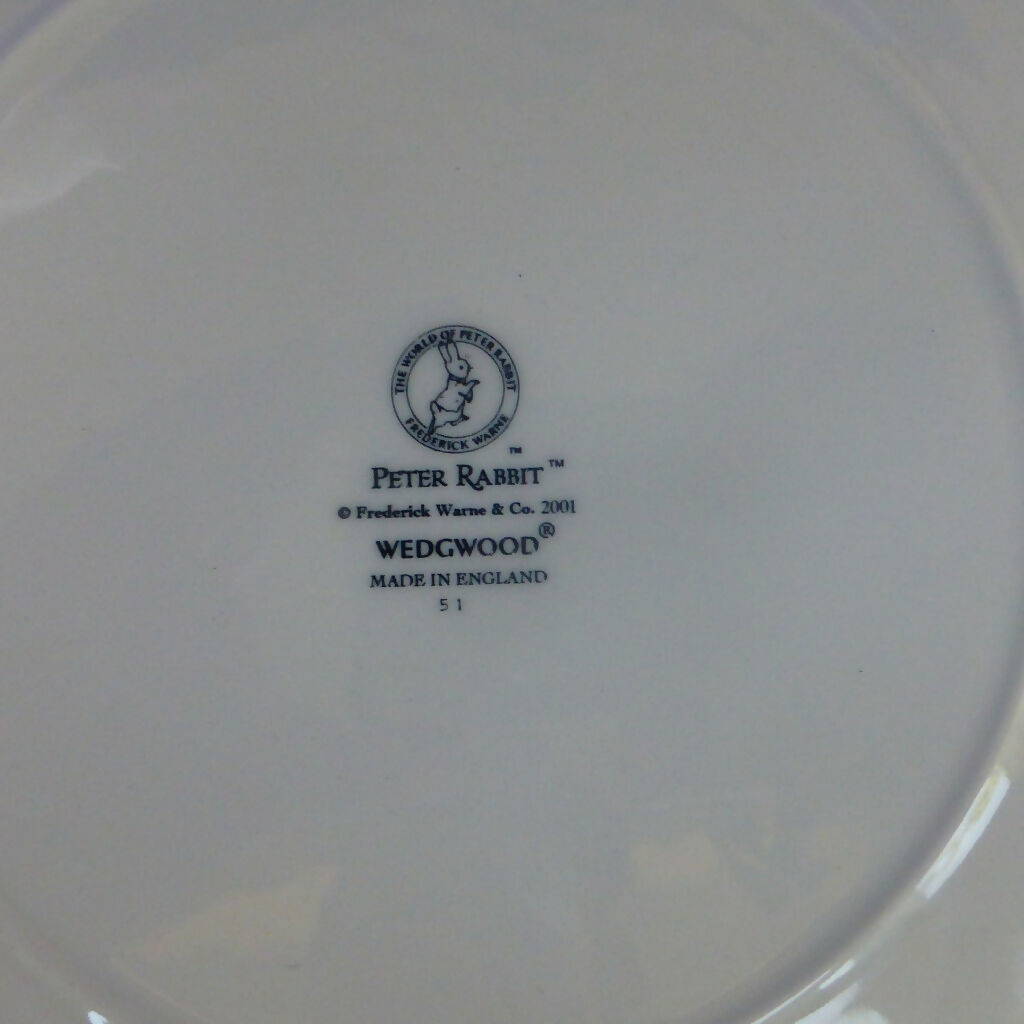 THE WORLD OF PETER RABBIT
FREDERICK WARNE
™
PETER RABBIT™
© Frederick Warne & Co. 2001
WEDGWOOD®
MADE IN ENGLAND
51